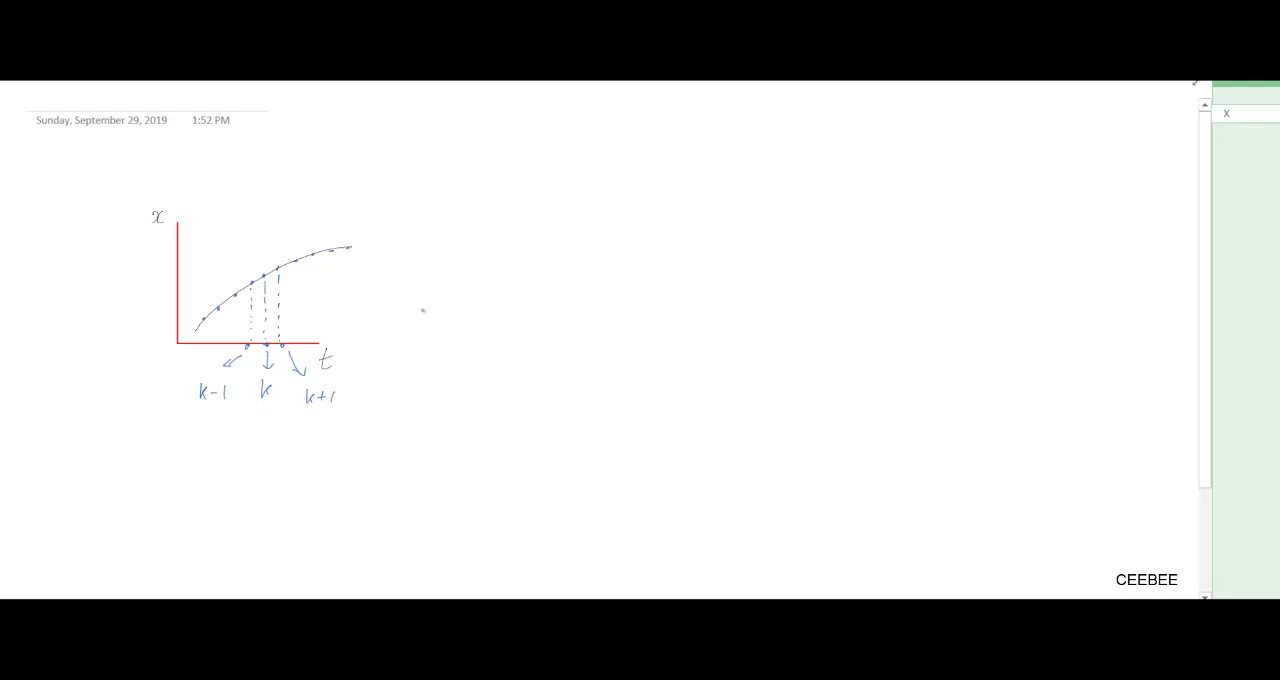 Sunday, September 29, 2019 1:52 PM
X
x
t
k-1 k k+1
CEEBEE